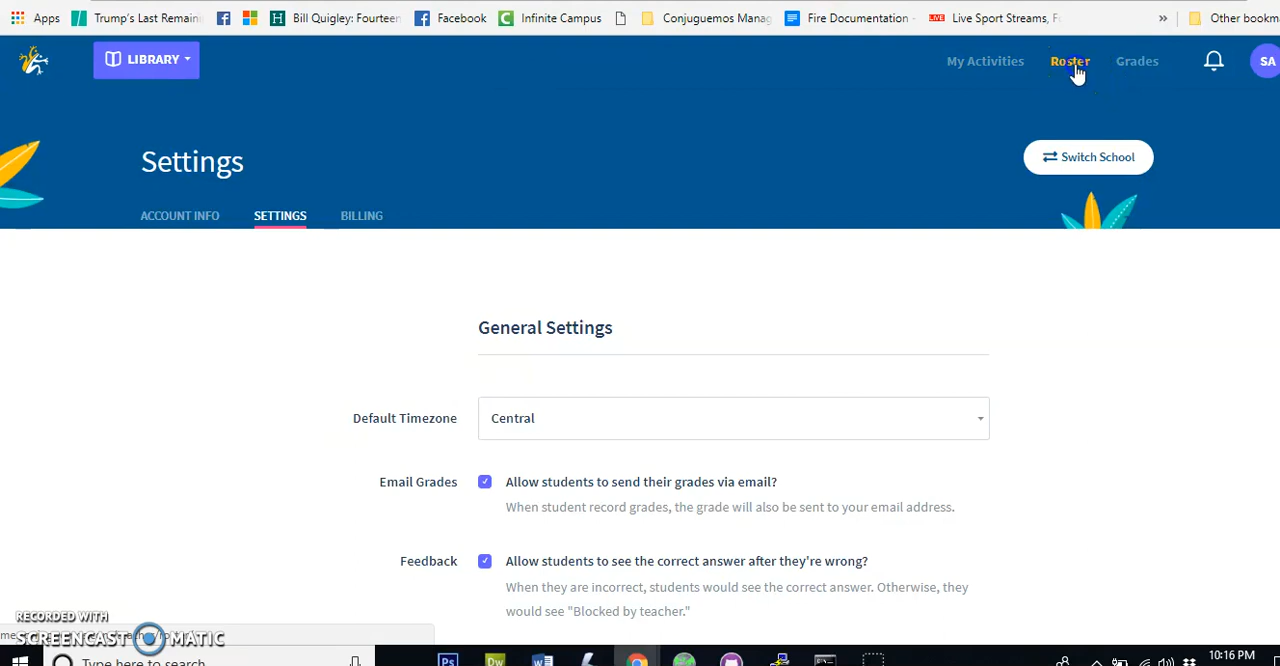 Apps Trump's Last Remaini Bill Quigley: Fourteen Facebook Infinite Campus Conjuguemos Manag Fire Documentation - LIVE Live Sport Streams, F » Other bookm
LIBRARY My Activities Roster Grades SA
Settings
Switch School
ACCOUNT INFO SETTINGS BILLING
General Settings
Default Timezone Central
Email Grades Allow students to send their grades via email?
When student record grades, the grade will also be sent to your email address.
Feedback Allow students to see the correct answer after they're wrong?
When they are incorrect, students would see the correct answer. Otherwise, they
would see "Blocked by teacher."
RECORDED WITH
SCREENCAST MATIC
Type here to search Ps Dw 10:16 PM